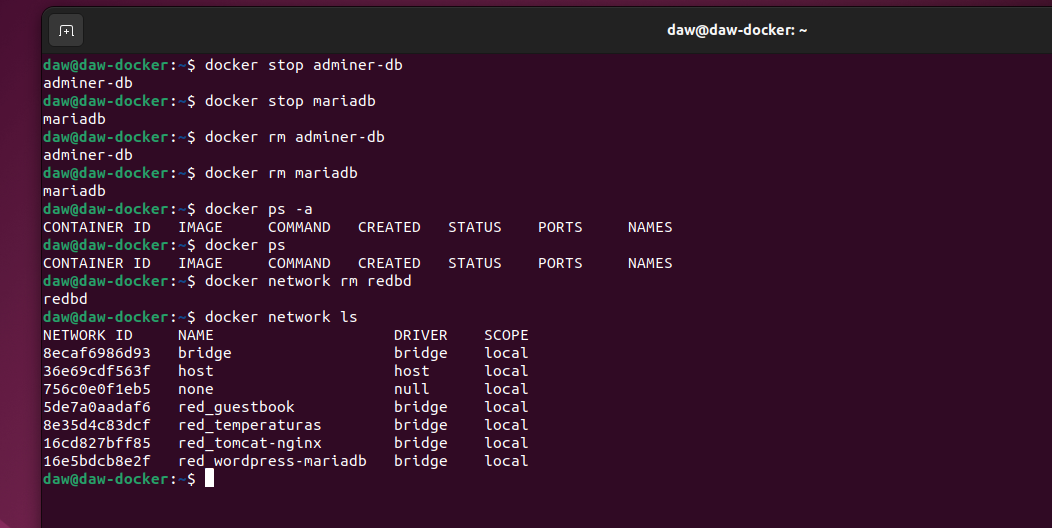 daw@daw-docker: ~
daw@daw-docker:~$ docker stop adminer-db
adminer-db
daw@daw-docker:~$ docker stop mariadb
mariadb
daw@daw-docker:~$ docker rm adminer-db
adminer-db
daw@daw-docker:~$ docker rm mariadb
mariadb
daw@daw-docker:~$ docker ps -a
CONTAINER ID   IMAGE     COMMAND   CREATED   STATUS    PORTS     NAMES
daw@daw-docker:~$ docker ps
CONTAINER ID   IMAGE     COMMAND   CREATED   STATUS    PORTS     NAMES
daw@daw-docker:~$ docker network rm redbd
redbd
daw@daw-docker:~$ docker network ls
NETWORK ID     NAME                    DRIVER    SCOPE
8ecaf6986d93   bridge                  bridge    local
36e69cdf563f   host                    host      local
756c0e0f1eb5   none                    null      local
5de7a0aadaf6   red_guestbook           bridge    local
8e35d4c83dcf   red_temperaturas        bridge    local
16cd827bff85   red_tomcat-nginx        bridge    local
16e5bdcb8e2f   red_wordpress-mariadb   bridge    local
daw@daw-docker:~$